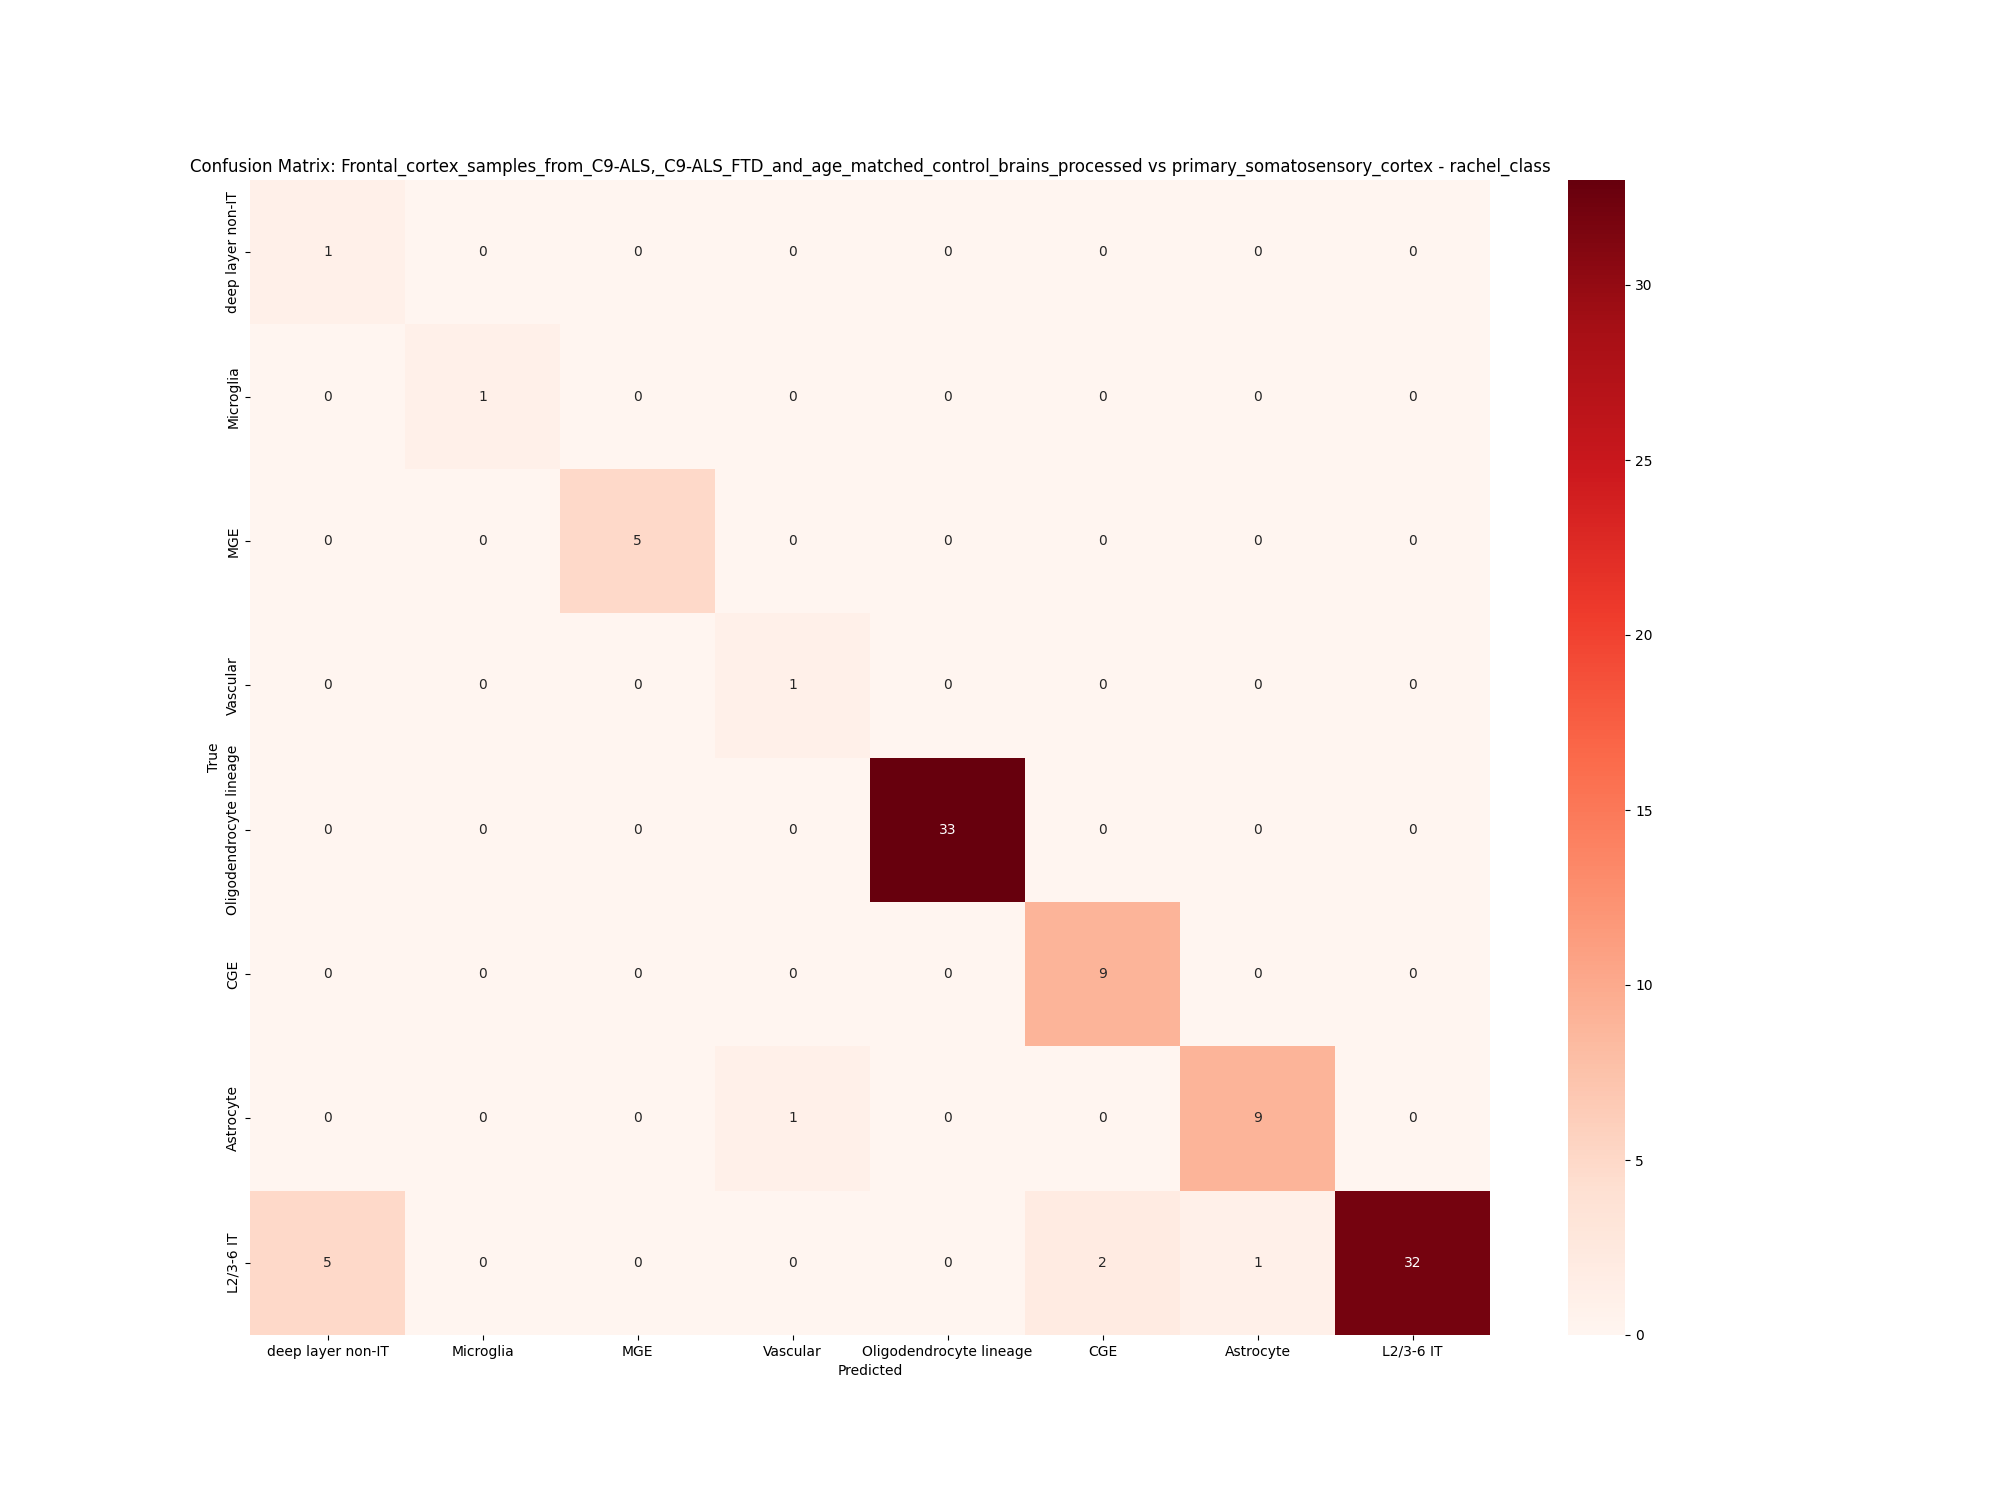 Confusion Matrix: Frontal_cortex_samples_from_C9-ALS,_C9-ALS_FTD_and_age_matched_control_brains_processed vs primary_somatosensory_cortex - rachel_class
True
deep layer non-IT
1 0 0 0 0 0 0 0
Microglia
0 1 0 0 0 0 0 0
MGE
0 0 5 0 0 0 0 0
Vascular
0 0 0 1 0 0 0 0
Oligodendrocyte lineage
0 0 0 0 33 0 0 0
CGE
0 0 0 0 0 9 0 0
Astrocyte
0 0 0 1 0 0 9 0
L2/3-6 IT
5 0 0 0 0 2 1 32
deep layer non-IT Microglia MGE Vascular Oligodendrocyte lineage CGE Astrocyte L2/3-6 IT
Predicted
30
25
20
15
10
5
0